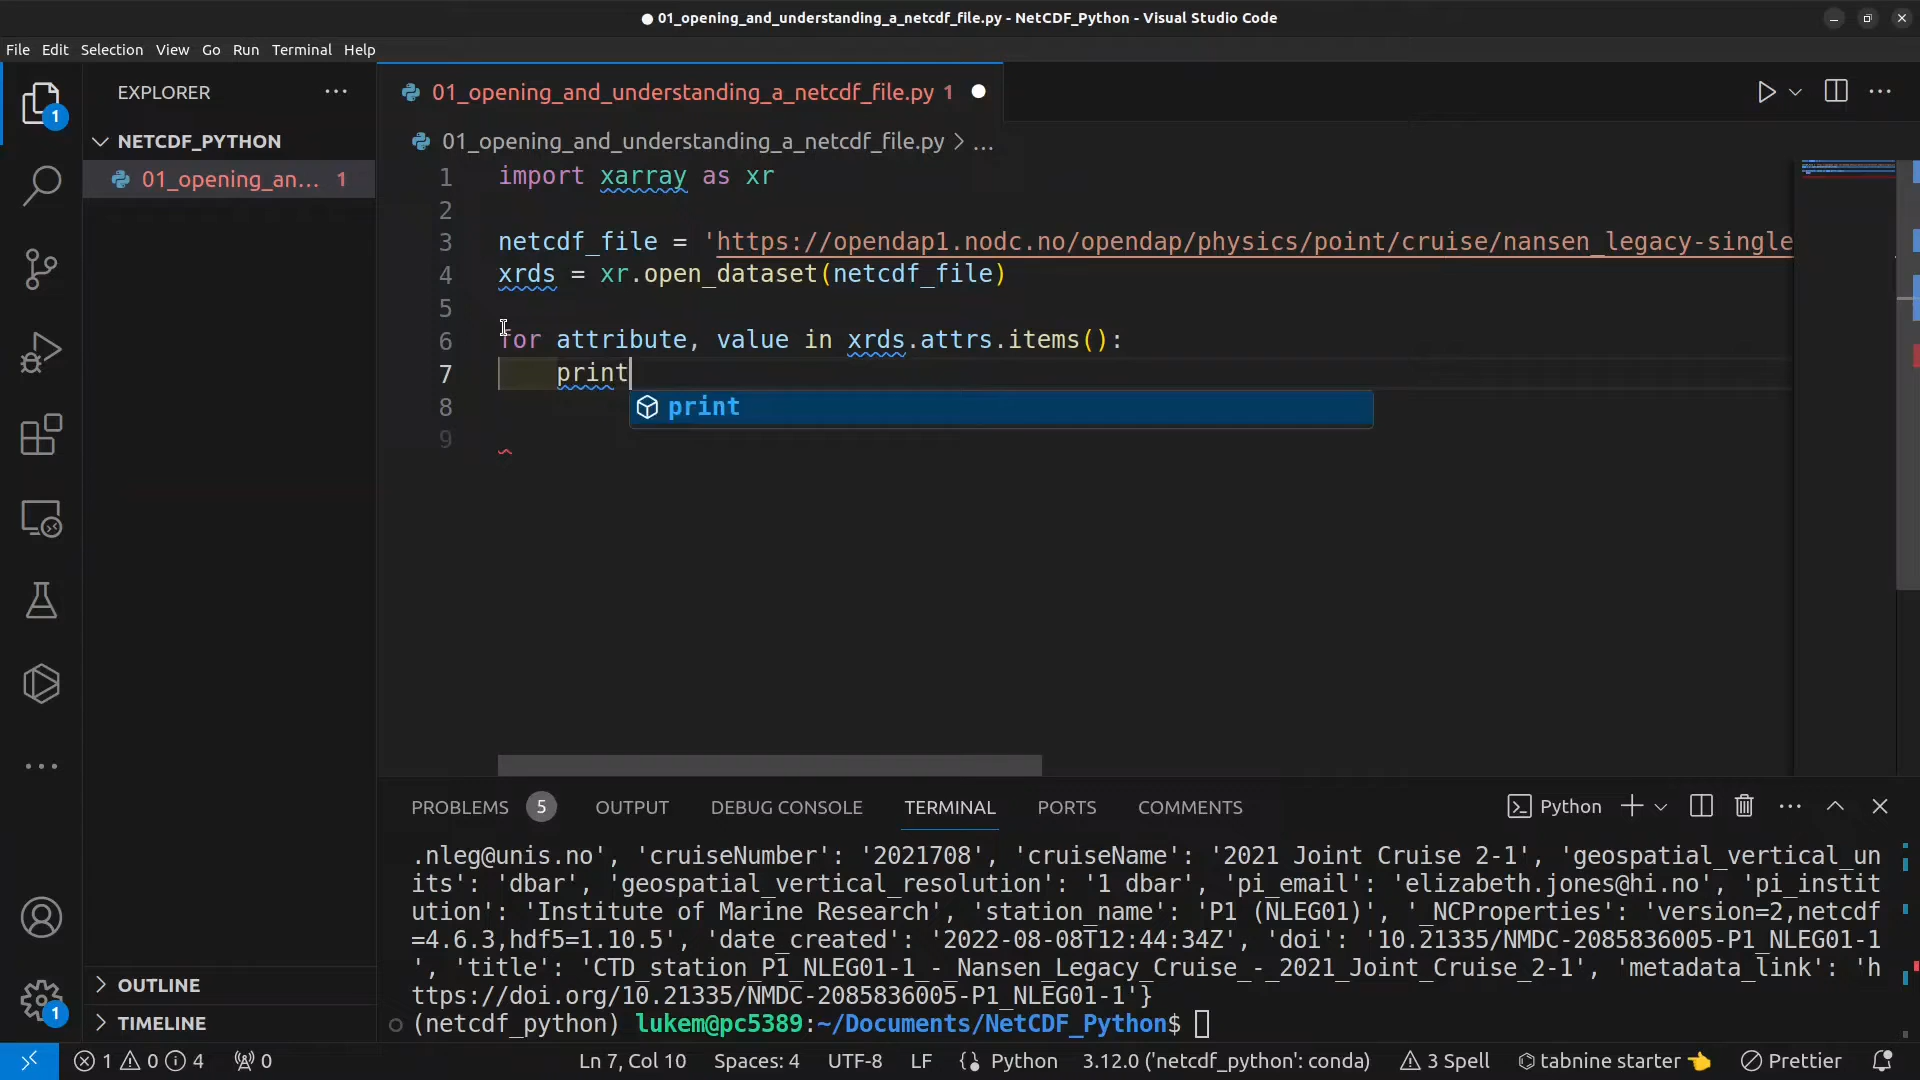 ● 01_opening_and_understanding_a_netcdf_file.py - NetCDF_Python - Visual Studio Code
File Edit Selection View Go Run Terminal Help
EXPLORER
01_opening_and_understanding_a_netcdf_file.py 1
1
NETCDF_PYTHON
01_opening_and_understanding_a_netcdf_file.py > ...
01_opening_an... 1
1 import xarray as xr
2
3 netcdf_file = 'https://opendap1.nodc.no/opendap/physics/point/cruise/nansen_legacy-single
4 xrds = xr.open_dataset(netcdf_file)
5
6 for attribute, value in xrds.attrs.items():
7 print
8 print
9
PROBLEMS 5 OUTPUT DEBUG CONSOLE TERMINAL PORTS COMMENTS
Python
.nleg@unis.no', 'cruiseNumber': '2021708', 'cruiseName': '2021 Joint Cruise 2-1', 'geospatial_vertical_un
its': 'dbar', 'geospatial_vertical_resolution': '1 dbar', 'pi_email': 'elizabeth.jones@hi.no', 'pi_instit
ution': 'Institute of Marine Research', 'station_name': 'P1 (NLEG01)', '_NCProperties': 'version=2,netcdf
=4.6.3,hdf5=1.10.5', 'date_created': '2022-08-08T12:44:34Z', 'doi': '10.21335/NMDC-2085836005-P1_NLEG01-1
', 'title': 'CTD_station_P1_NLEG01-1_-_Nansen_Legacy_Cruise_-_2021_Joint_Cruise_2-1', 'metadata_link': 'h
ttps://doi.org/10.21335/NMDC-2085836005-P1_NLEG01-1'}
(netcdf_python) lukem@pc5389:~/Documents/NetCDF_Python$
OUTLINE
TIMELINE
1
1 0 4 0 Ln 7, Col 10 Spaces: 4 UTF-8 LF Python 3.12.0 ('netcdf_python': conda) 3 Spell tabnine starter 👈 Prettier